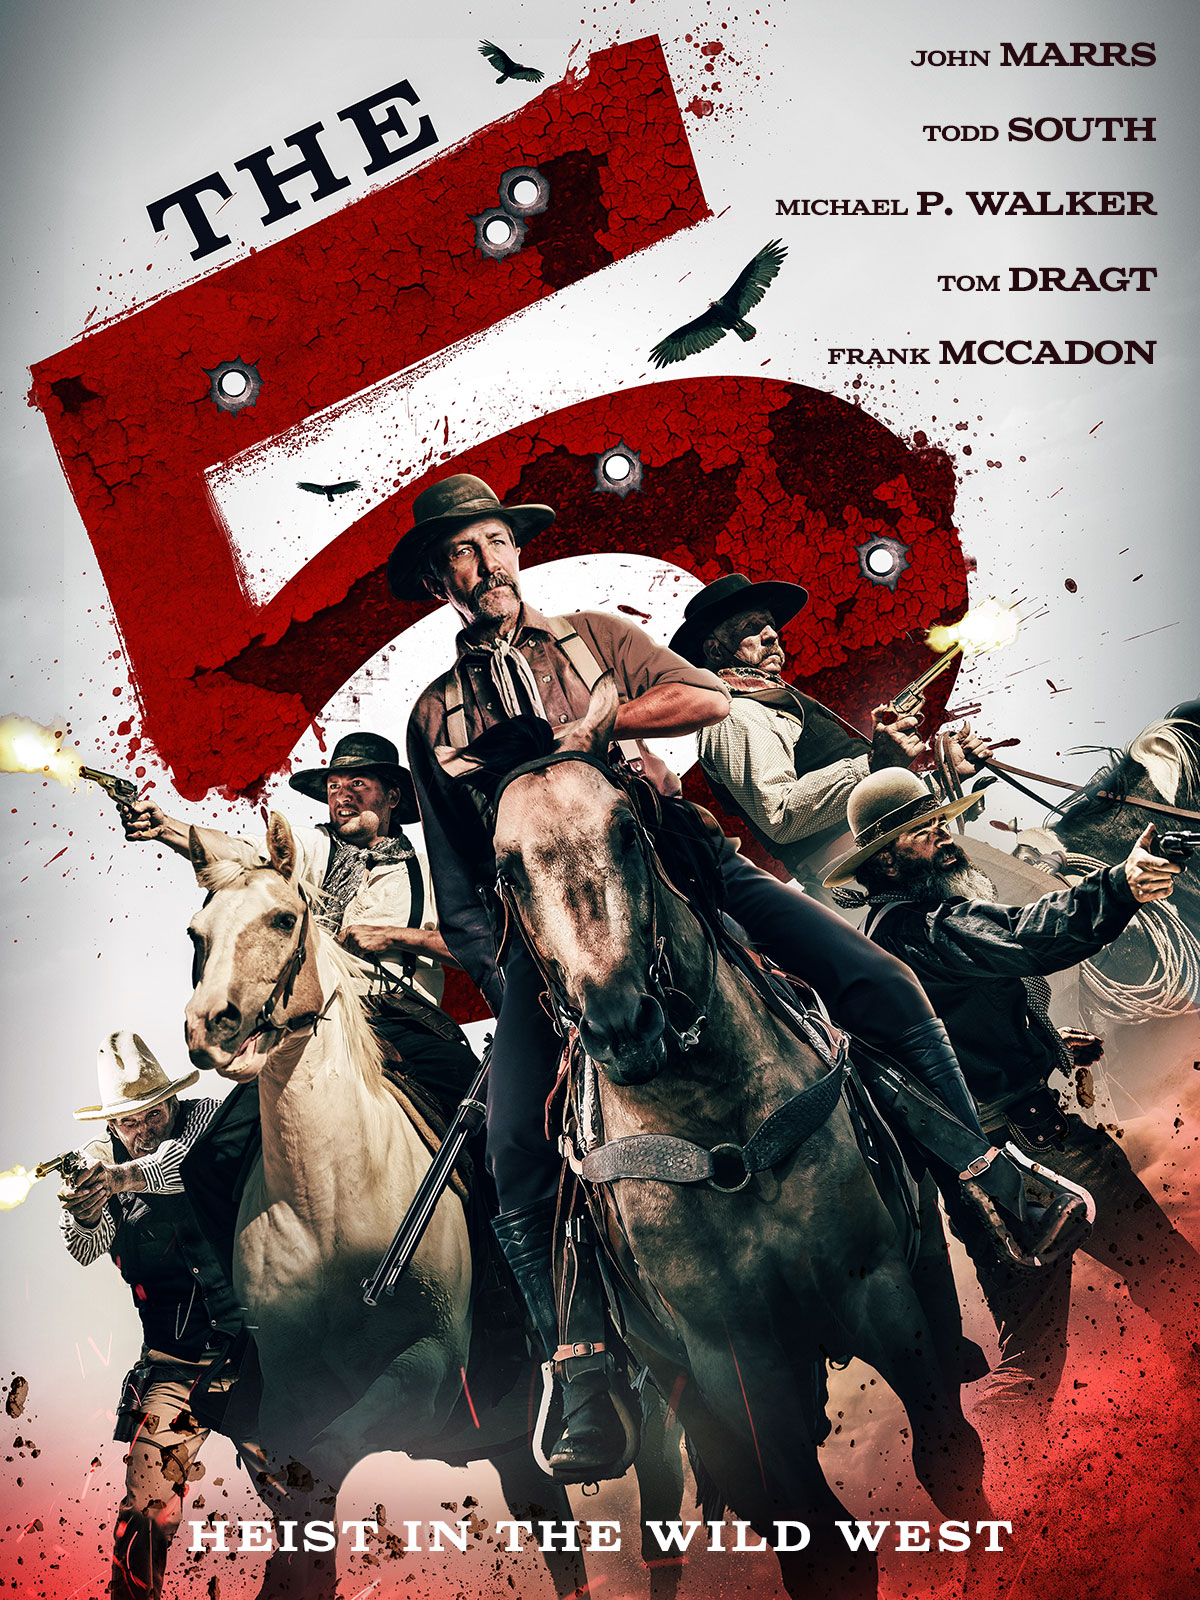 THE
5
JOHN MARRS
TODD SOUTH
MICHAEL P. WALKER
TOM DRAGT
FRANK MCCADON
HEIST IN THE WILD WEST